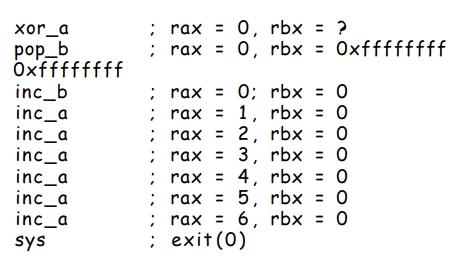 xor_a ; rax = 0, rbx = ?
pop_b ; rax = 0, rbx = 0xffffffff
0xffffffff
inc_b ; rax = 0; rbx = 0
inc_a ; rax = 1, rbx = 0
inc_a ; rax = 2, rbx = 0
inc_a ; rax = 3, rbx = 0
inc_a ; rax = 4, rbx = 0
inc_a ; rax = 5, rbx = 0
inc_a ; rax = 6, rbx = 0
sys ; exit(0)